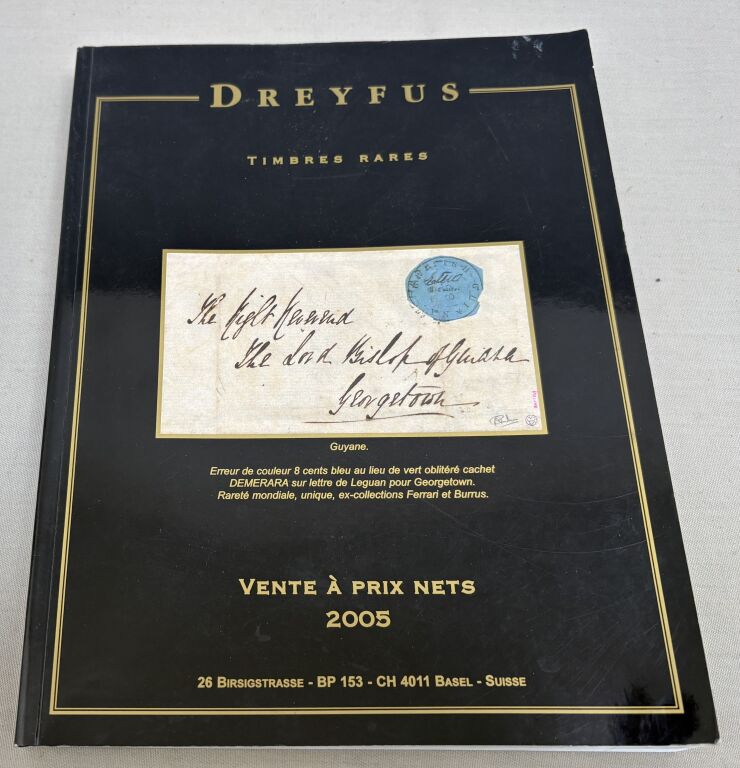 DREYFUS
TIMBRES RARES
The Right Reverend
The Lord Bishop of Guiana
Georgetown
Guyane.
Erreur de couleur 8 cents bleu au lieu de vert oblitéré cachet
DEMERARA sur lettre de Leguan pour Georgetown.
Rareté mondiale, unique, ex-collections Ferrari et Burrus.
VENTE À PRIX NETS
2005
26 BIRSIGSTRASSE - BP 153 - CH 4011 BASEL - SUISSE